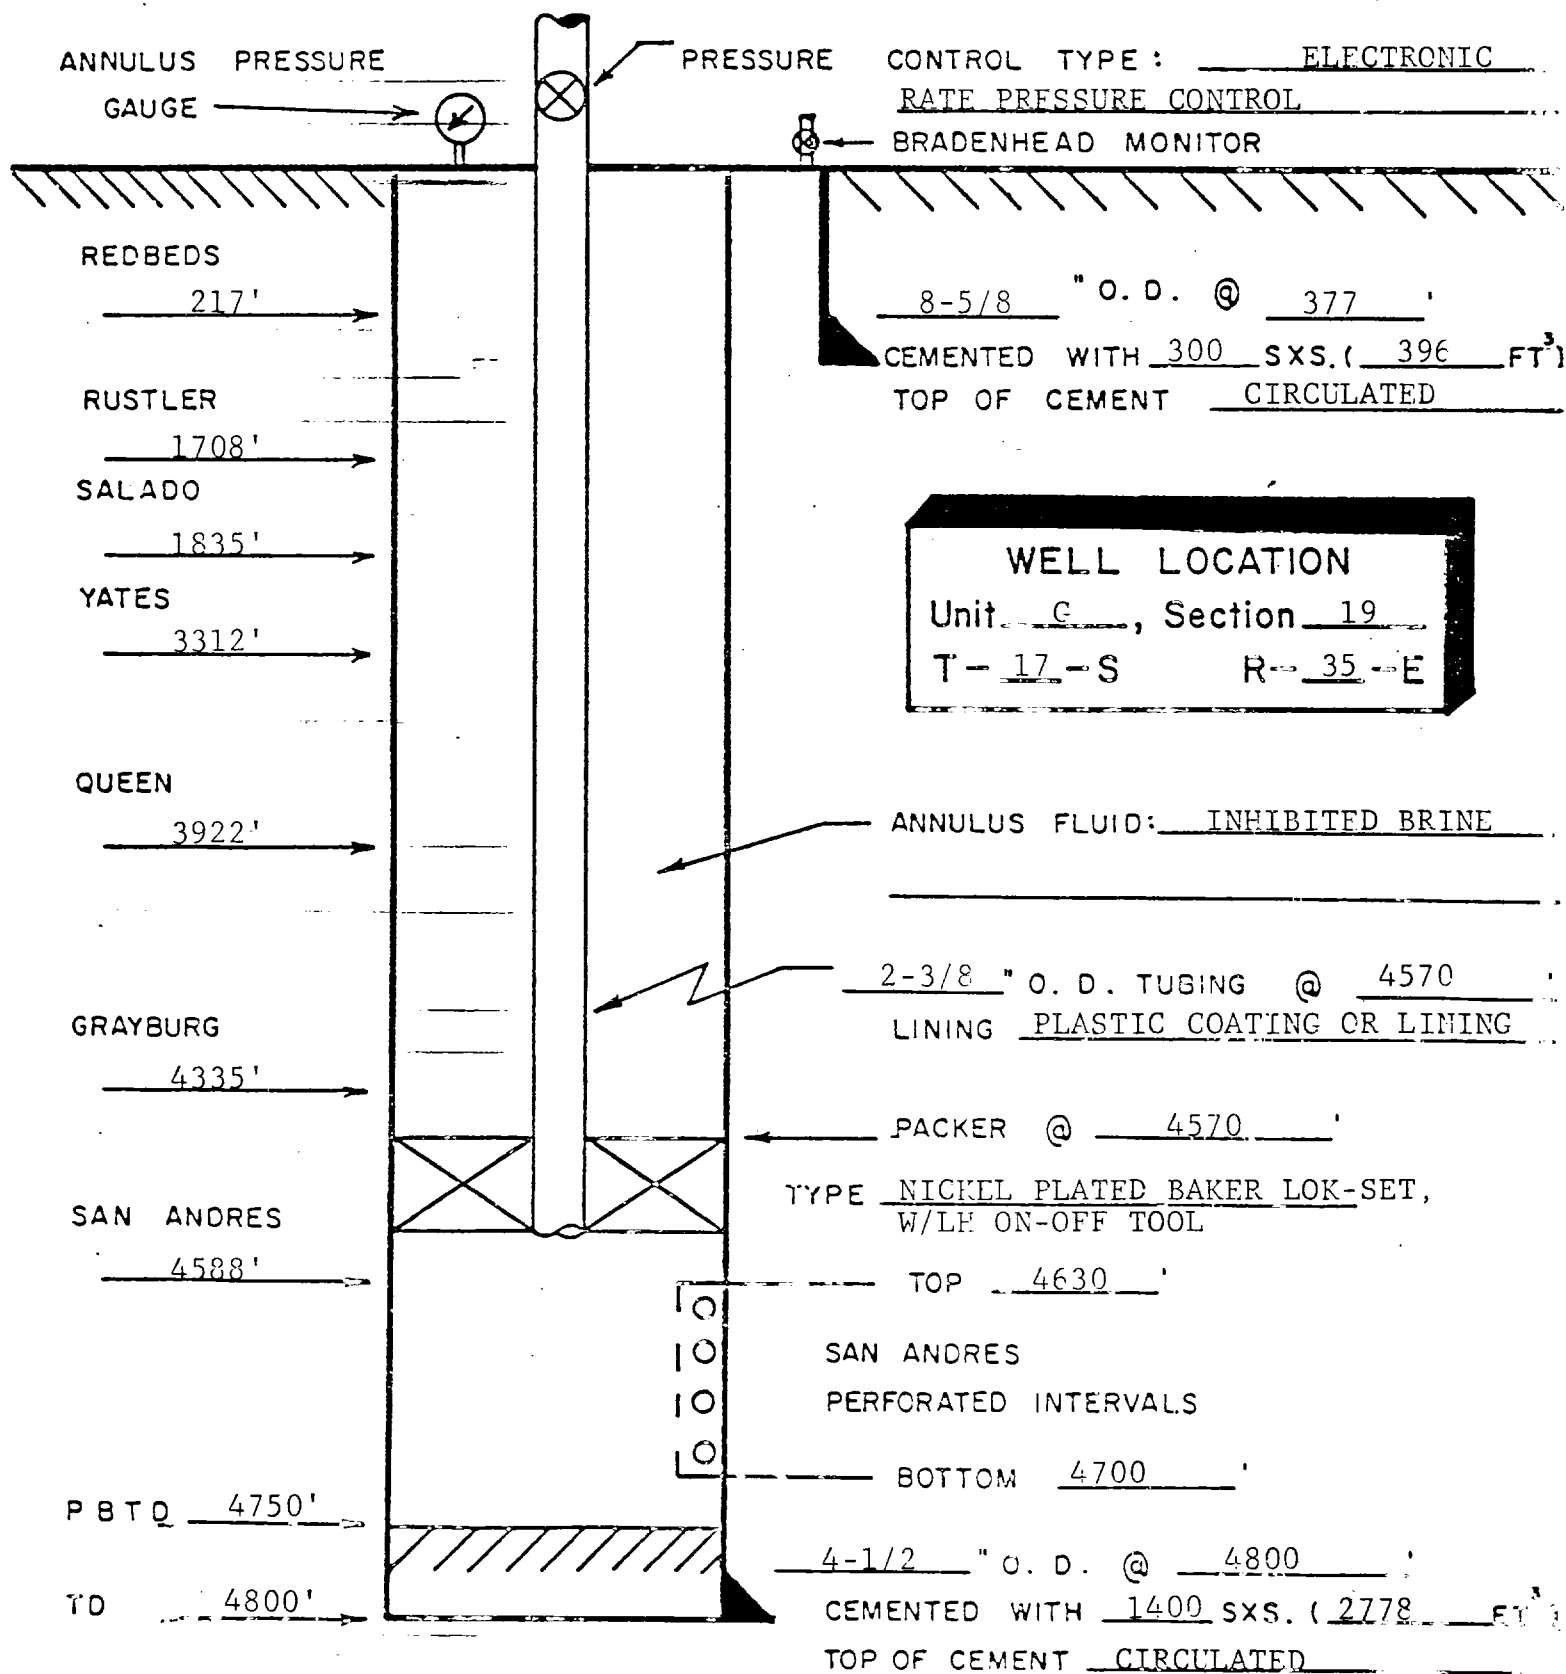 ANNULUS PRESSURE
GAUGE
PRESSURE CONTROL TYPE: ELECTRONIC
RATE PRESSURE CONTROL
BRADENHEAD MONITOR
REDBEDS
217'
8-5/8 " O. D. @ 377 '
CEMENTED WITH 300 SXS. ( 396 FT³)
TOP OF CEMENT CIRCULATED
RUSTLER
1708'
SALADO
1835'
YATES
3312'
WELL LOCATION
Unit , Section 19
T- 17 -S R- 35 -E
QUEEN
3922'
ANNULUS FLUID: INHIBITED BRINE
2-3/8 " O. D. TUBING @ 4570 '
LINING PLASTIC COATING OR LINING
GRAYBURG
4335'
PACKER @ 4570 '
TYPE NICKEL PLATED BAKER LOK-SET,
W/LH ON-OFF TOOL
SAN ANDRES
4588'
TOP 4630 '
SAN ANDRES
PERFORATED INTERVALS
BOTTOM 4700 '
PBTD 4750'
4-1/2 " O. D. @ 4800 '
TD 4800'
CEMENTED WITH 1400 SXS. ( 2778 FT³)
TOP OF CEMENT CIRCULATED